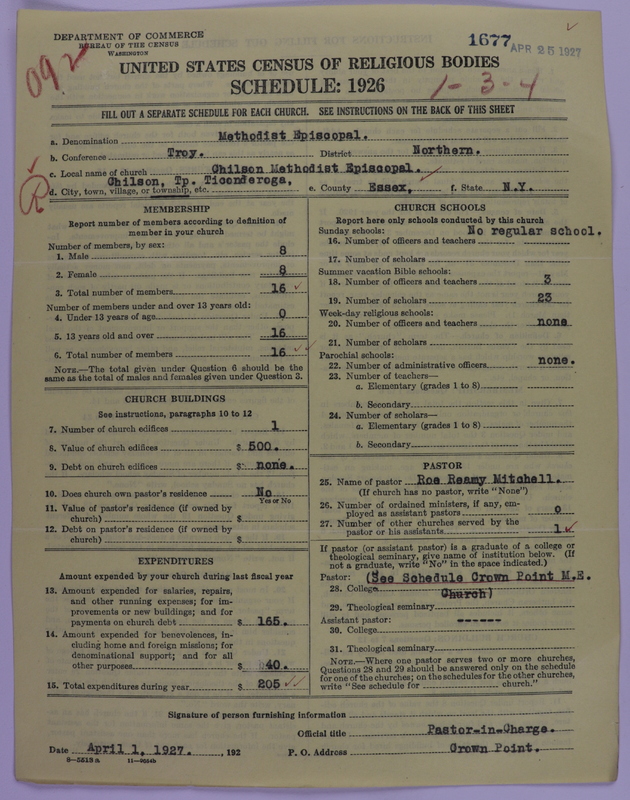 DEPARTMENT OF COMMERCE
BUREAU OF THE CENSUS
WASHINGTON
1677
APR 25 1927
092
UNITED STATES CENSUS OF RELIGIOUS BODIES
SCHEDULE: 1926
1-3-4
FILL OUT A SEPARATE SCHEDULE FOR EACH CHURCH. SEE INSTRUCTIONS ON THE BACK OF THIS SHEET
a. Denomination Methodist Episcopal.
b. Conference Troy. District Northern.
c. Local name of church Chilson Methodist Episcopal.
Chilson, Tp. Ticonderoga,
d. City, town, village, or township, etc. e. County Essex, f. State N.Y.
R
MEMBERSHIP
Report number of members according to definition of
member in your church
Number of members, by sex:
1. Male 8
2. Female 8
3. Total number of members 16
Number of members under and over 13 years old:
4. Under 13 years of age 0
5. 13 years old and over 16
6. Total number of members 16
NOTE.—The total given under Question 6 should be the
same as the total of males and females given under Question 3.
CHURCH BUILDINGS
See instructions, paragraphs 10 to 12
7. Number of church edifices 1
8. Value of church edifices $ 500.
9. Debt on church edifices $ none.
10. Does church own pastor's residence No
Yes or No
11. Value of pastor's residence (if owned by
church) $
12. Debt on pastor's residence (if owned by
church) $
EXPENDITURES
Amount expended by your church during last fiscal year
13. Amount expended for salaries, repairs,
and other running expenses; for im-
provements or new buildings; and for
payments on church debt $ 165.
14. Amount expended for benevolences, in-
cluding home and foreign missions; for
denominational support; and for all
other purposes $ 40.
15. Total expenditures during year $ 205
CHURCH SCHOOLS
Report here only schools conducted by this church
Sunday schools: No regular school.
16. Number of officers and teachers
17. Number of scholars
Summer vacation Bible schools:
18. Number of officers and teachers 3
19. Number of scholars 23
Week-day religious schools:
20. Number of officers and teachers none
21. Number of scholars
Parochial schools:
22. Number of administrative officers none.
23. Number of teachers—
a. Elementary (grades 1 to 8)
b. Secondary
24. Number of scholars—
a. Elementary (grades 1 to 8)
b. Secondary
PASTOR
25. Name of pastor Roe Reamy Mitchell.
(If church has no pastor, write "None")
26. Number of ordained ministers, if any, em-
ployed as assistant pastors 0
27. Number of other churches served by the
pastor or his assistants 1
If pastor (or assistant pastor) is a graduate of a college or
theological seminary, give name of institution below. (If
not a graduate, write "No" in the space indicated.)
Pastor: (See Schedule Crown Point M.E.
28. College Church)
29. Theological seminary
Assistant pastor: ------
30. College
31. Theological seminary
NOTE.—Where one pastor serves two or more churches,
Questions 28 and 29 should be answered only on the schedule
for one of the churches; on the schedules for the other churches,
write "See schedule for church."
Signature of person furnishing information
Official title Pastor-in-Charge.
Date April 1, 1927. , 192 P. O. Address Crown Point.
8—5513 a 11—9024b